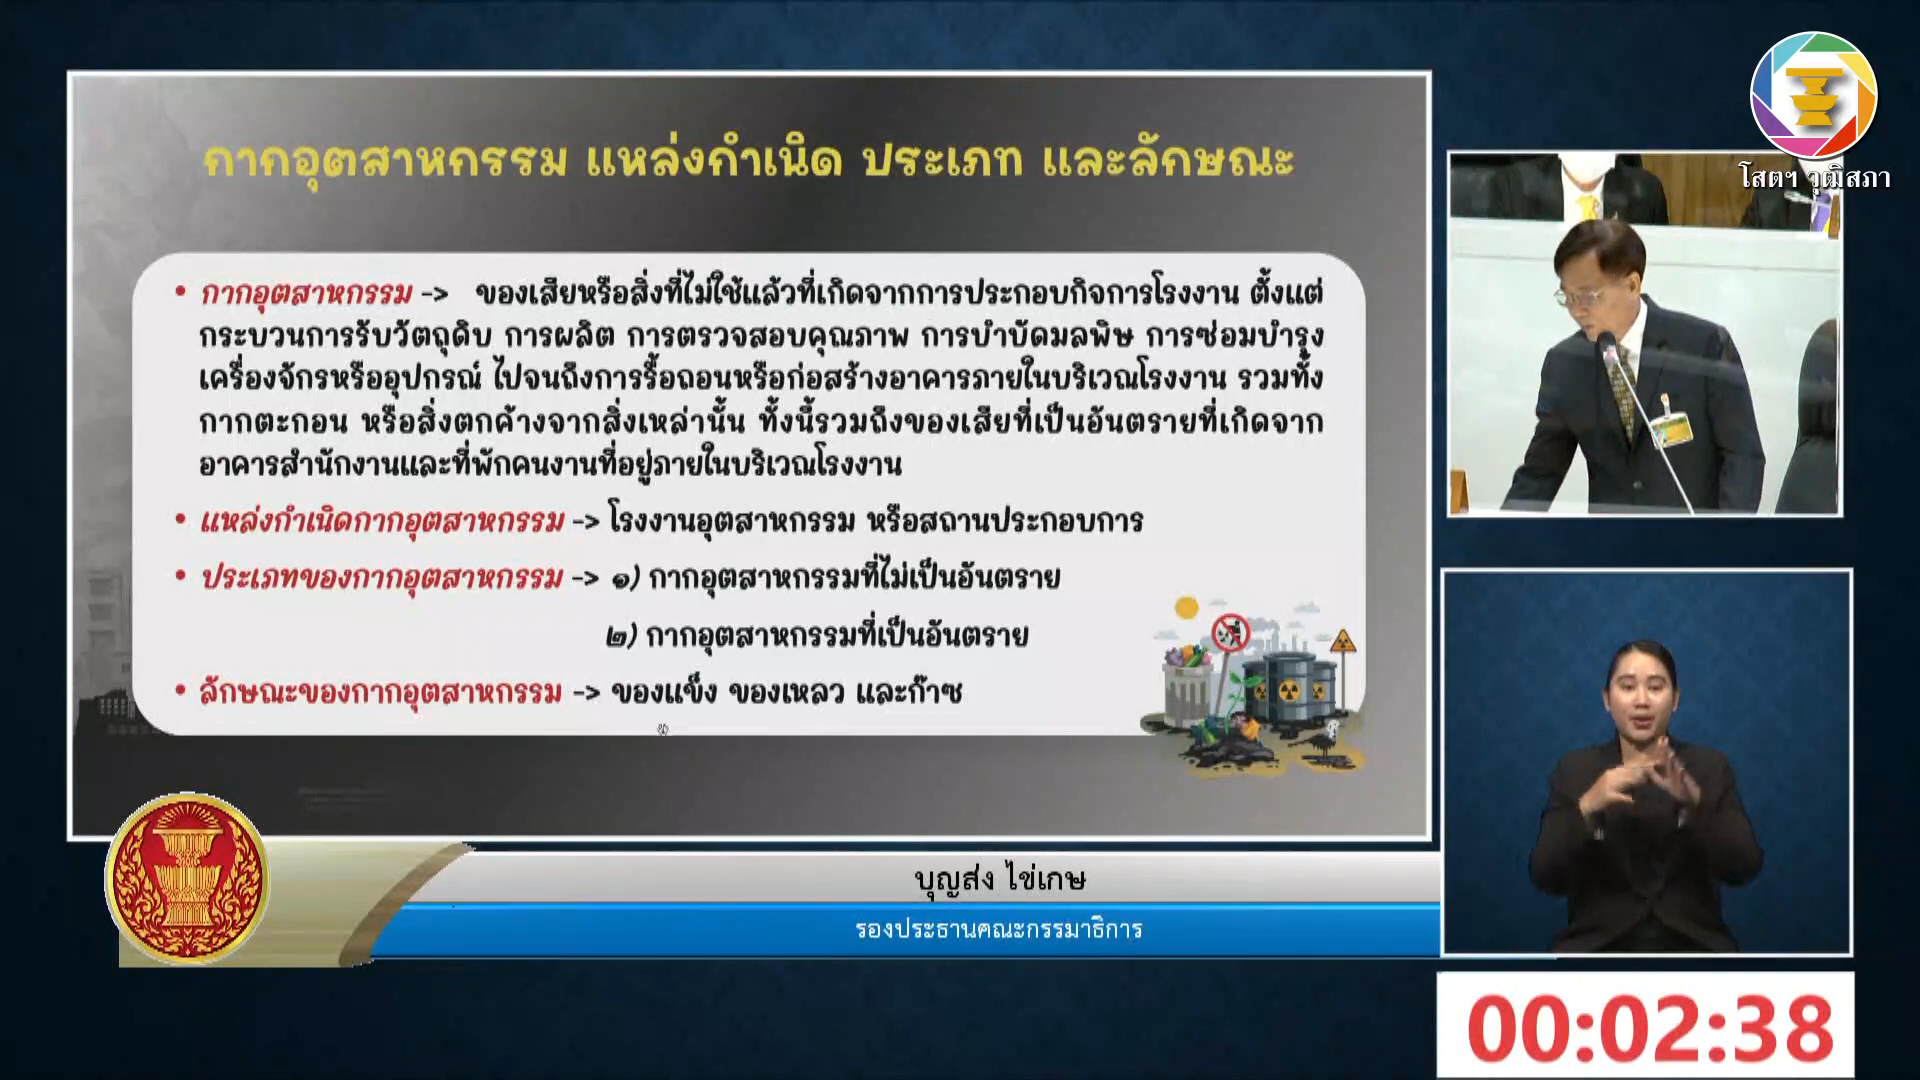 โสตฯ วุฒิสภา
กากอุตสาหกรรม แหล่งกำเนิด ประเภท และลักษณะ
• กากอุตสาหกรรม -> ของเสียหรือสิ่งที่ไม่ใช้แล้วที่เกิดจากการประกอบกิจการโรงงาน ตั้งแต่
กระบวนการรับวัตถุดิบ การผลิต การตรวจสอบคุณภาพ การบำบัดมลพิษ การซ่อมบำรุง
เครื่องจักรหรืออุปกรณ์ ไปจนถึงการรื้อถอนหรือก่อสร้างอาคารภายในบริเวณโรงงาน รวมทั้ง
กากตะกอน หรือสิ่งตกค้างจากสิ่งเหล่านั้น ทั้งนี้รวมถึงของเสียที่เป็นอันตรายที่เกิดจาก
อาคารสำนักงานและที่พักคนงานที่อยู่ภายในบริเวณโรงงาน
• แหล่งกำเนิดกากอุตสาหกรรม -> โรงงานอุตสาหกรรม หรือสถานประกอบการ
• ประเภทของกากอุตสาหกรรม -> ๑) กากอุตสาหกรรมที่ไม่เป็นอันตราย
๒) กากอุตสาหกรรมที่เป็นอันตราย
• ลักษณะของกากอุตสาหกรรม -> ของแข็ง ของเหลว และก๊าซ
บุญส่ง ไข่เกษ
รองประธานคณะกรรมาธิการ
00:02:38